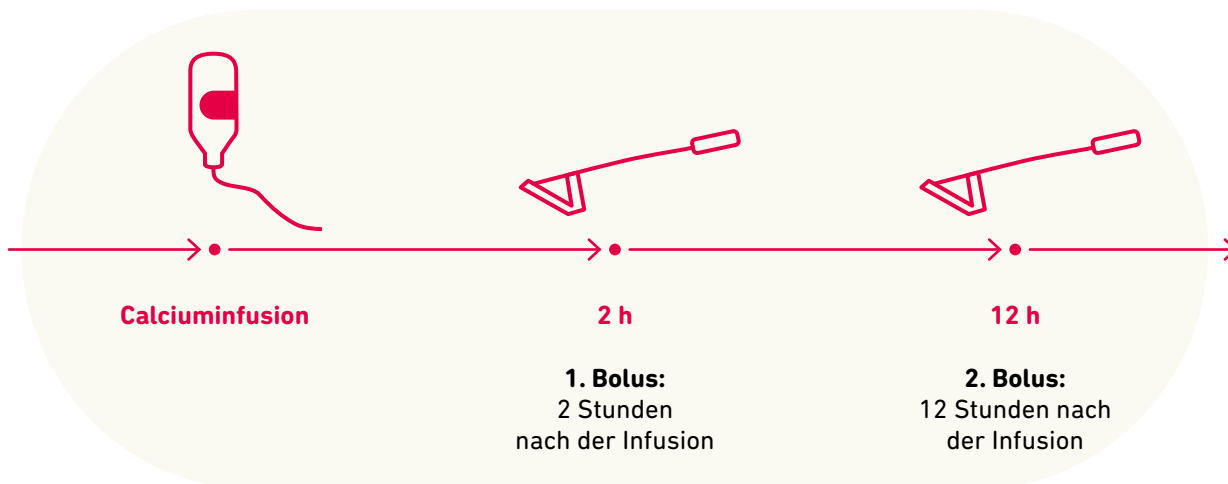 Calciuminfusion
2 h
1. Bolus:
2 Stunden
nach der Infusion
12 h
2. Bolus:
12 Stunden nach
der Infusion